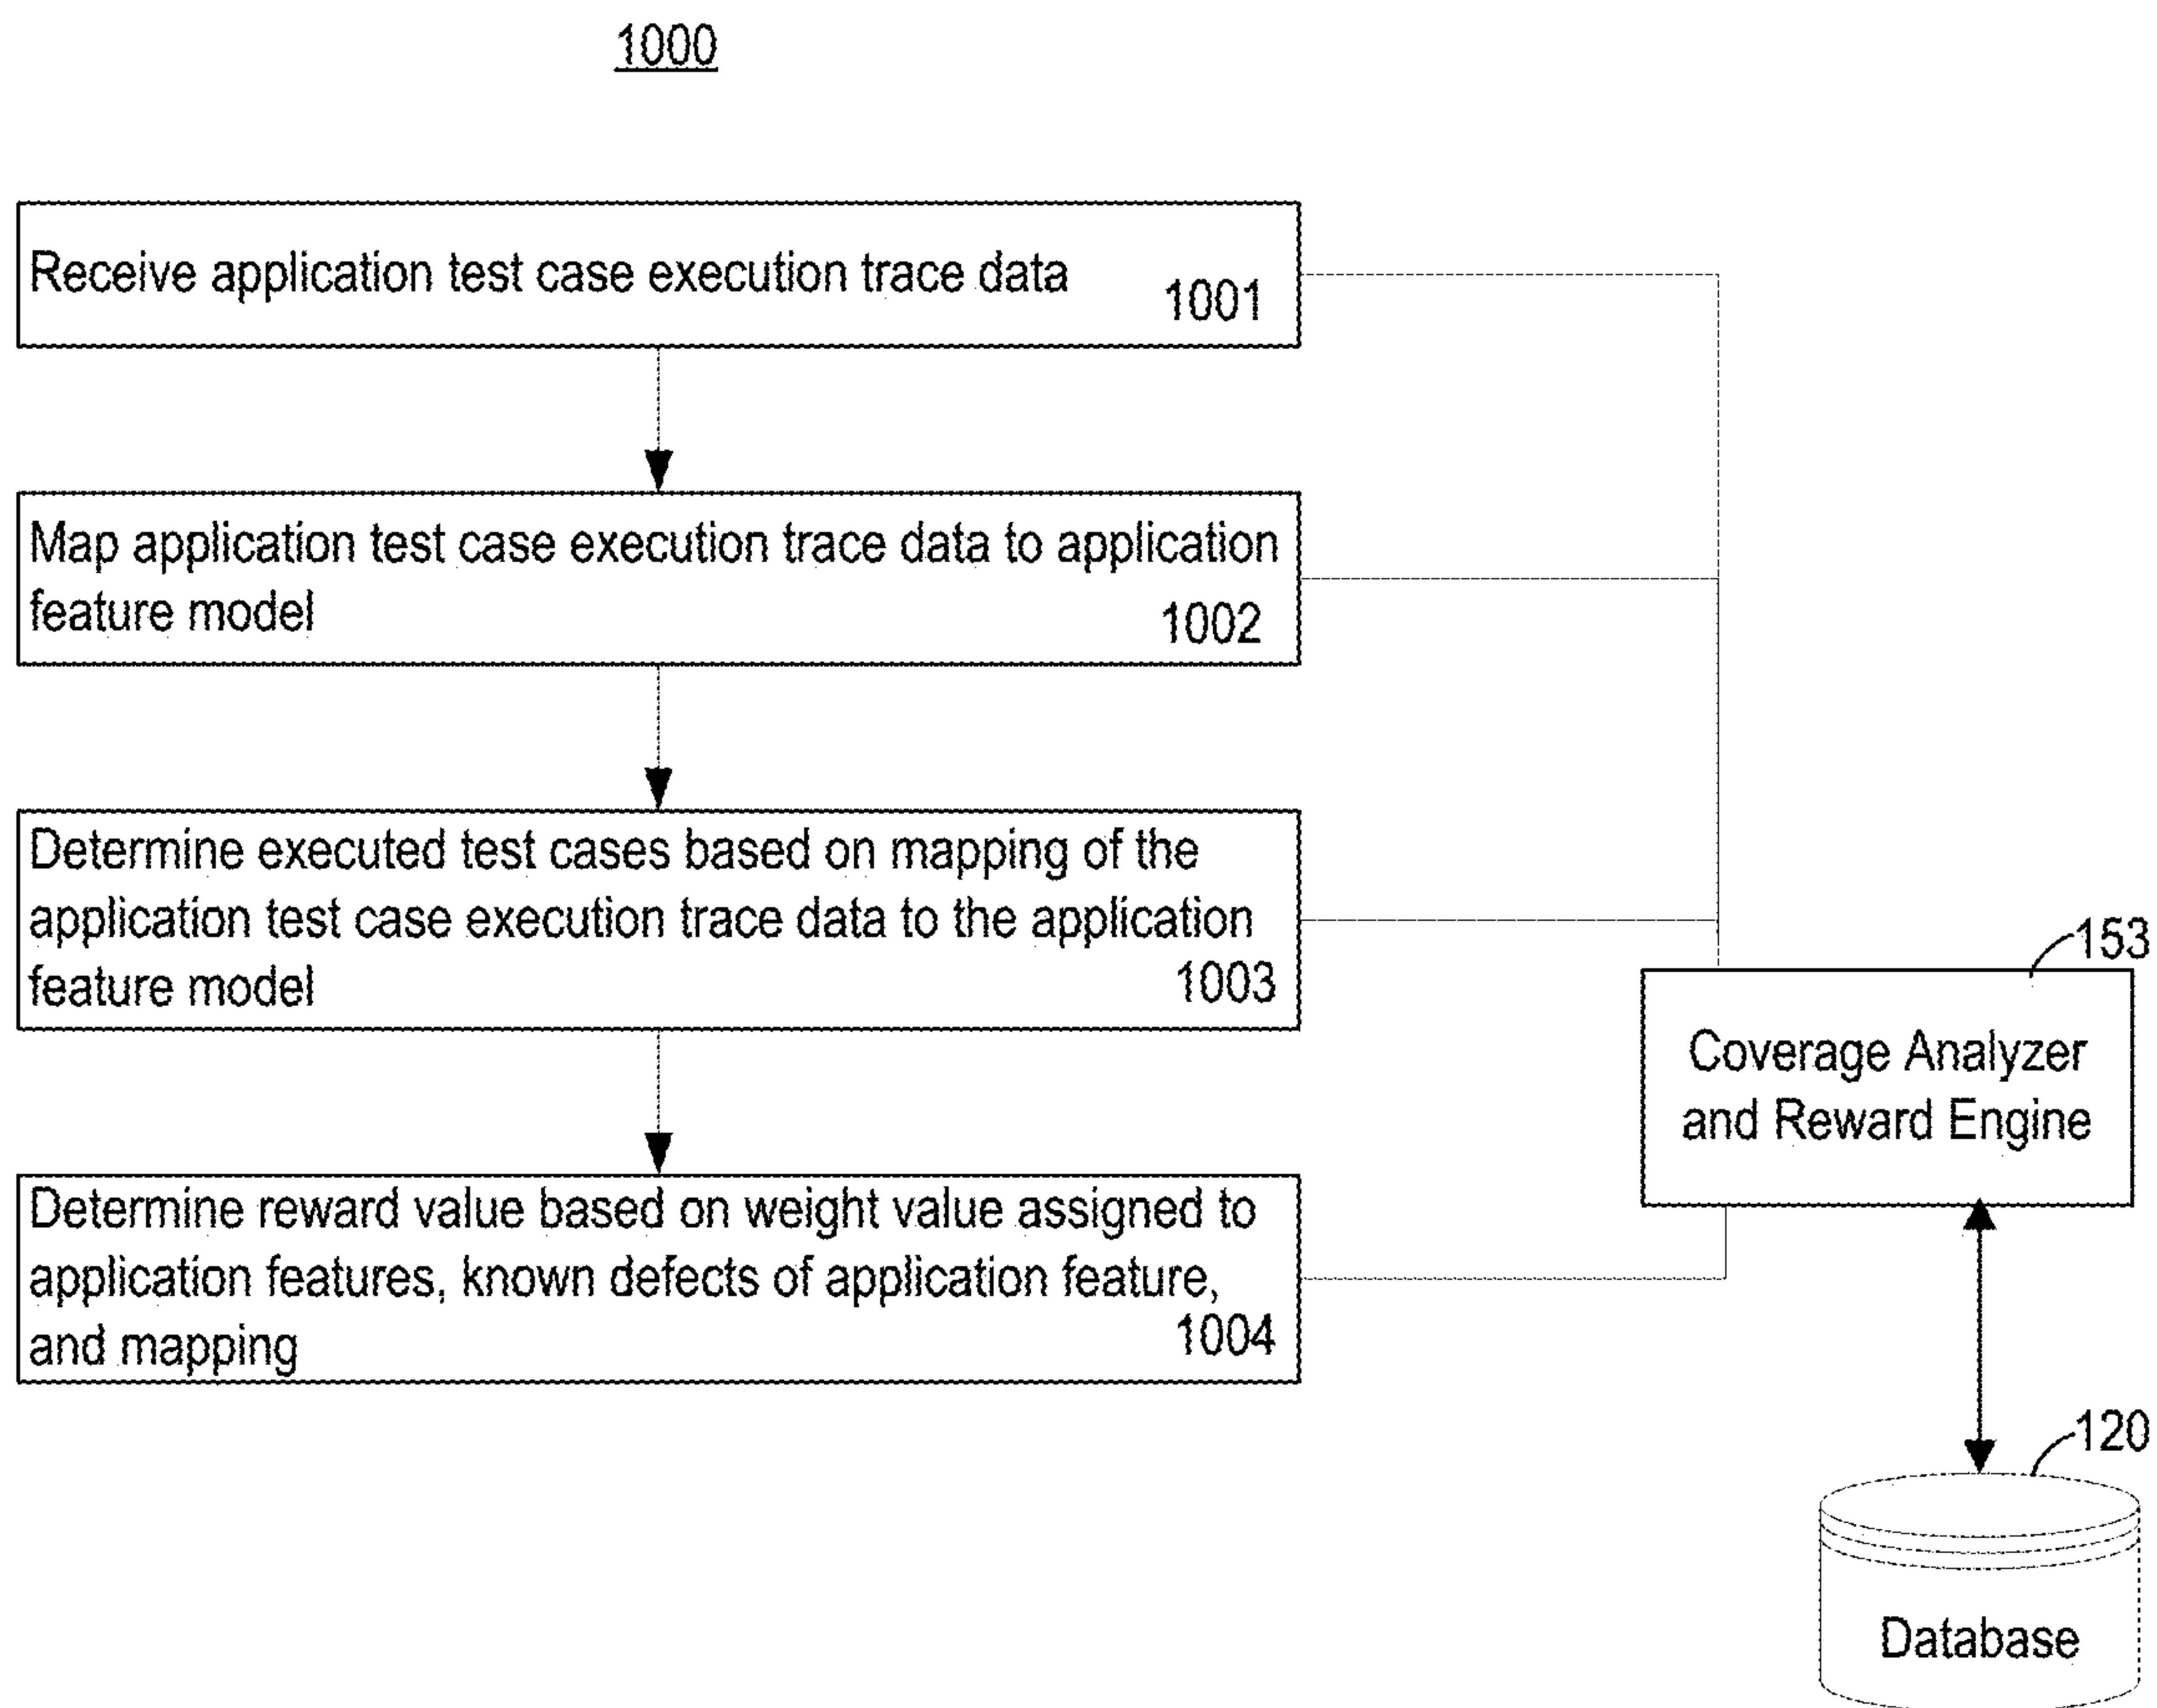 1000
Receive application test case execution trace data
1001
Map application test case execution trace data to application
feature model
1002
Determine executed test cases based on mapping of the
application test case execution trace data to the application
feature model
1003
153
Coverage Analyzer
and Reward Engine
Determine reward value based on weight value assigned to
application features, known defects of application feature,
and mapping
1004
120
Database